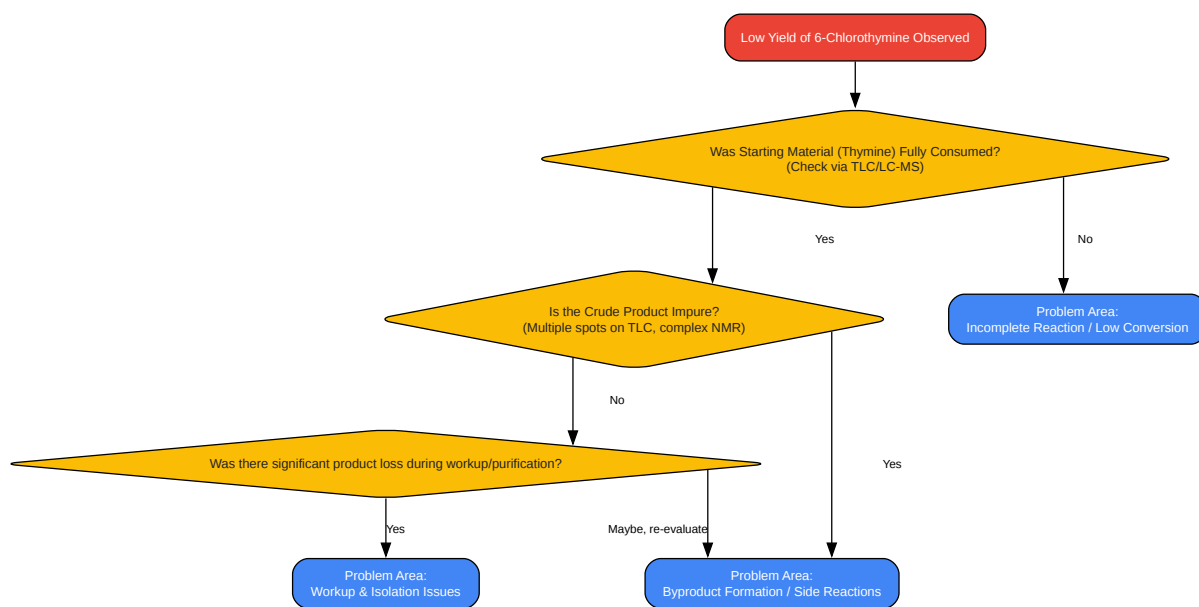 Low Yield of 6-Chlorothymine Observed
Was Starting Material (Thymine) Fully Consumed?
(Check via TLC/LC-MS)
Yes
No
Is the Crude Product Impure?
(Multiple spots on TLC, complex NMR)
Problem Area:
Incomplete Reaction / Low Conversion
No
Was there significant product loss during workup/purification?
Yes
Yes
Maybe, re-evaluate
Problem Area:
Workup & Isolation Issues
Problem Area:
Byproduct Formation / Side Reactions